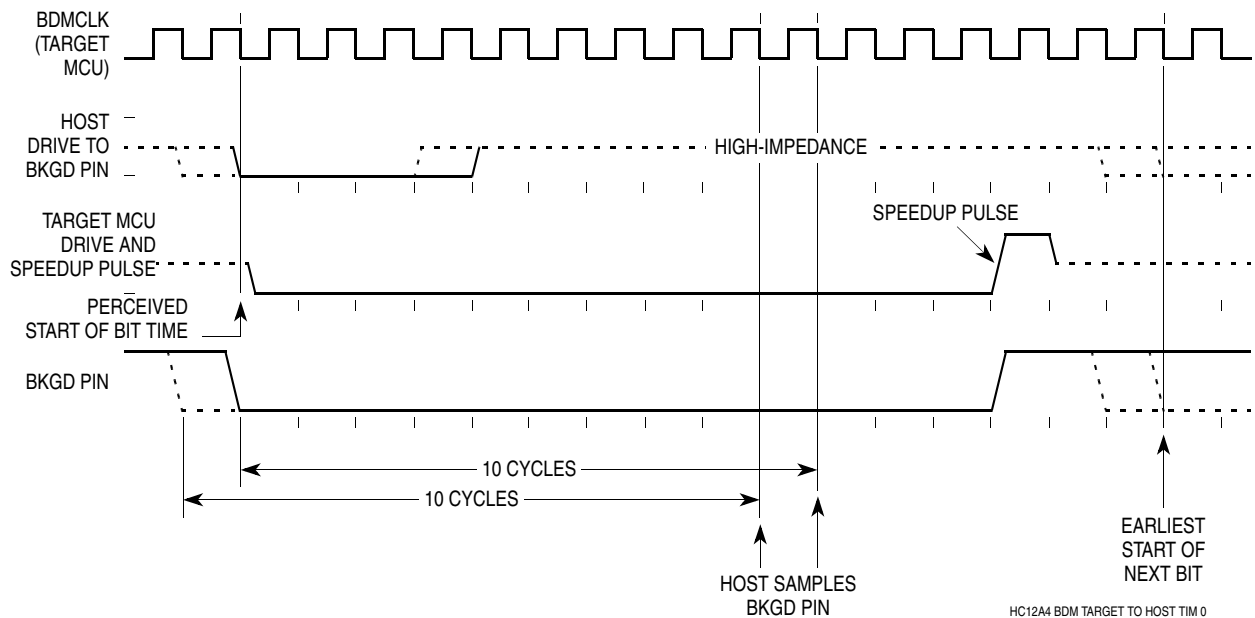 BDMCLK
(TARGET
MCU)
HOST
DRIVE TO
BKGD PIN
HIGH-IMPEDANCE
TARGET MCU
DRIVE AND
SPEEDUP PULSE
SPEEDUP PULSE
PERCEIVED
START OF BIT TIME
BKGD PIN
10 CYCLES
10 CYCLES
HOST SAMPLES
BKGD PIN
EARLIEST
START OF
NEXT BIT
HC12A4 BDM TARGET TO HOST TIM 0